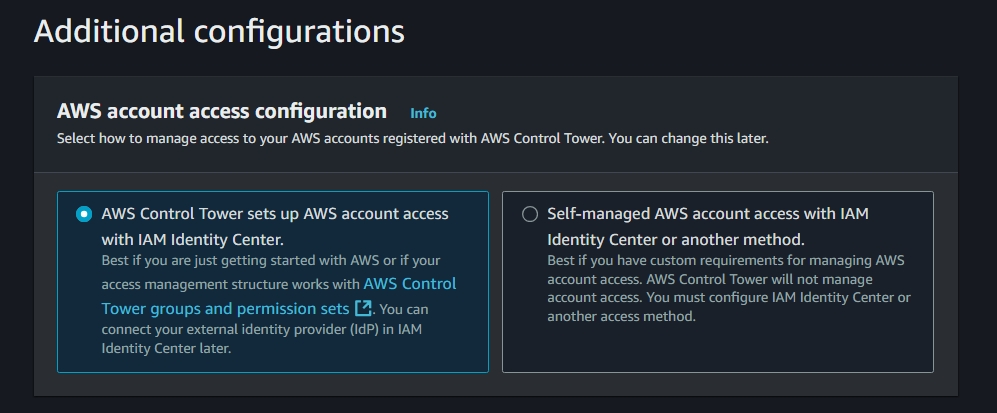 Additional configurations
AWS account access configuration Info
Select how to manage access to your AWS accounts registered with AWS Control Tower. You can change this later.
AWS Control Tower sets up AWS account access
with IAM Identity Center.
Best if you are just getting started with AWS or if your
access management structure works with AWS Control
Tower groups and permission sets. You can
connect your external identity provider (IdP) in IAM
Identity Center later.
Self-managed AWS account access with IAM
Identity Center or another method.
Best if you have custom requirements for managing AWS
account access. AWS Control Tower will not manage
account access. You must configure IAM Identity Center or
another access method.